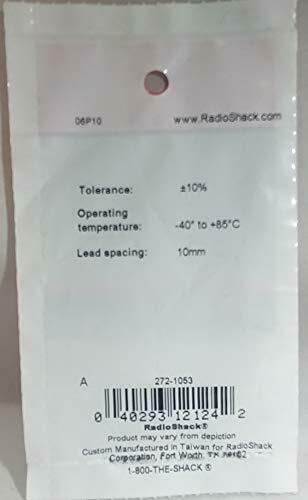 06P10 www.RadioShack.com
Tolerance: ±10%
Operating
temperature: -40° to +85°C
Lead spacing: 10mm
A 272-1053
0 40293 12124 2
RadioShack®
Product may vary from depiction
Custom Manufactured in Taiwan for RadioShack
Corporation, Fort Worth, TX 76102
1-800-THE-SHACK®